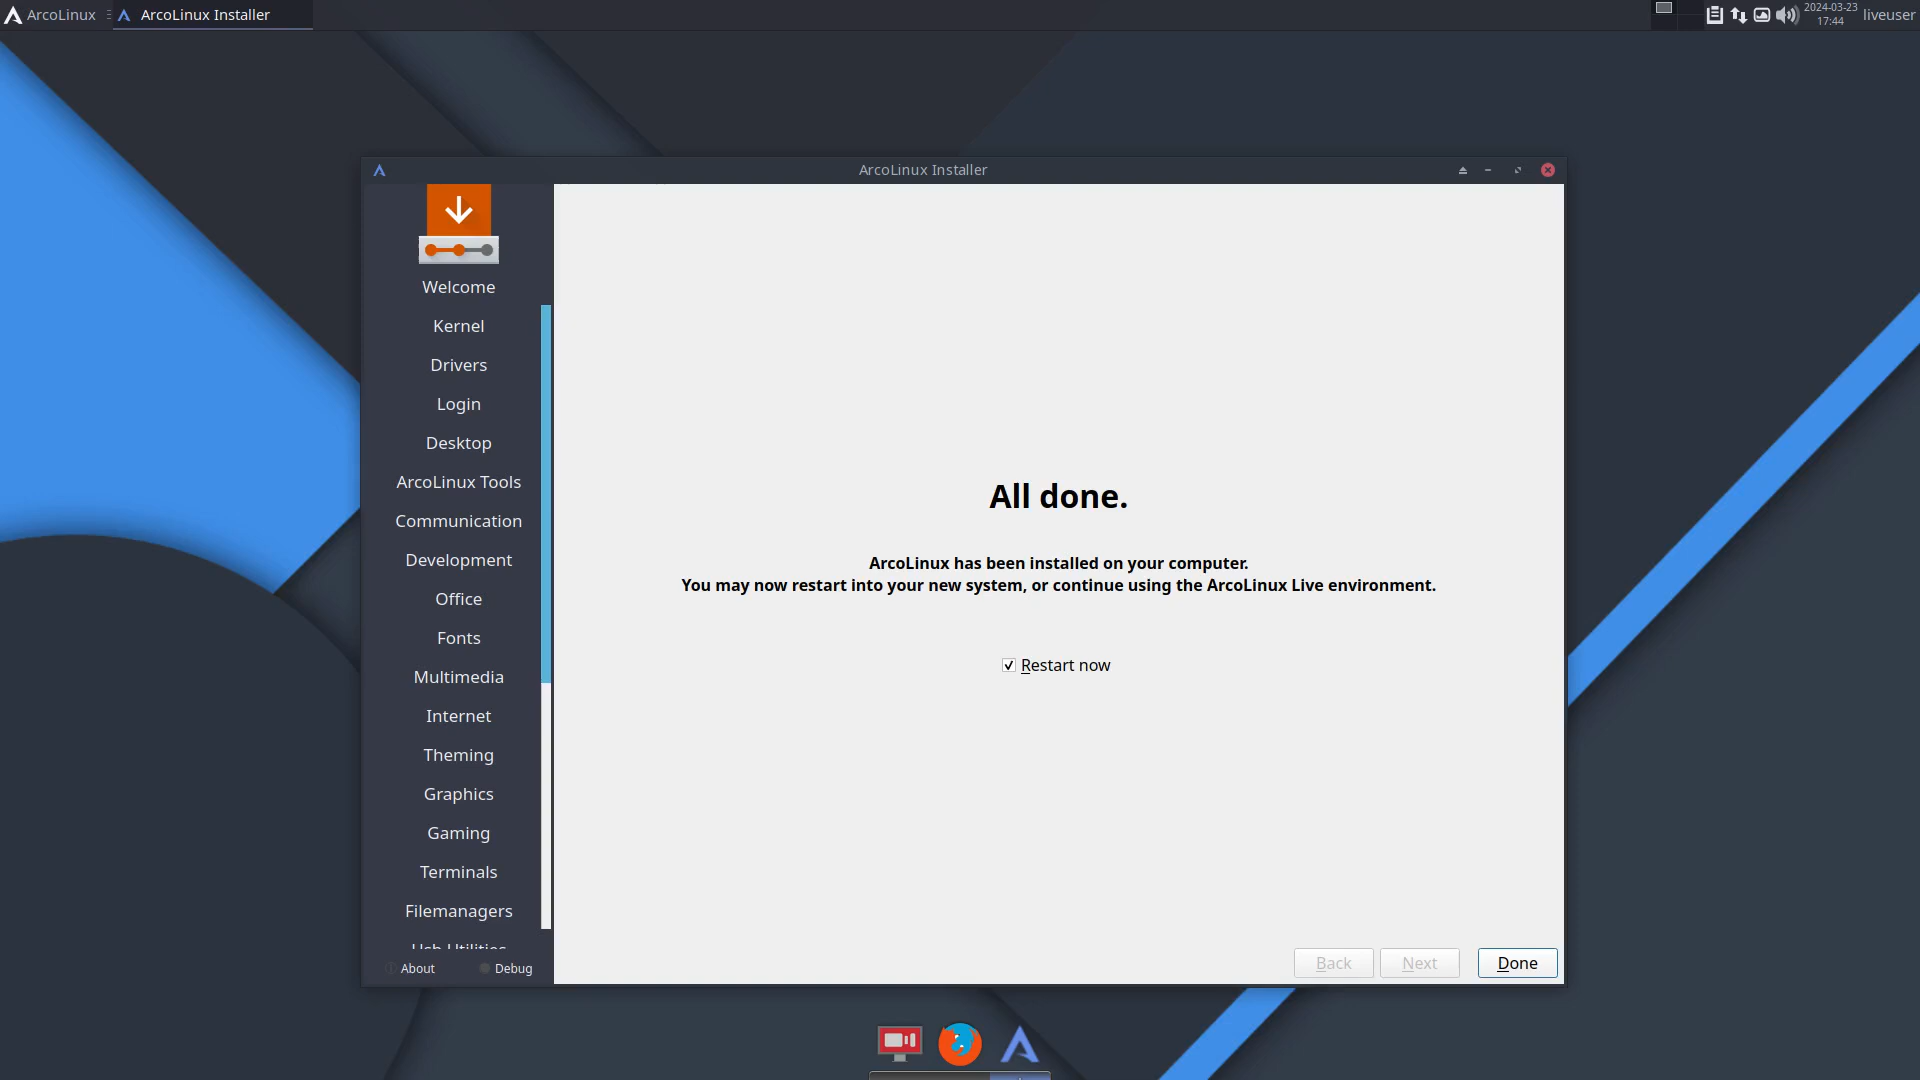 ArcoLinux
ArcoLinux Installer
2024-03-23
17:44
liveuser
ArcoLinux Installer
Welcome
Kernel
Drivers
Login
Desktop
ArcoLinux Tools
Communication
Development
Office
Fonts
Multimedia
Internet
Theming
Graphics
Gaming
Terminals
Filemanagers
Usb Utilities
About
Debug
All done.
ArcoLinux has been installed on your computer.
You may now restart into your new system, or continue using the ArcoLinux Live environment.
Restart now
Back
Next
Done